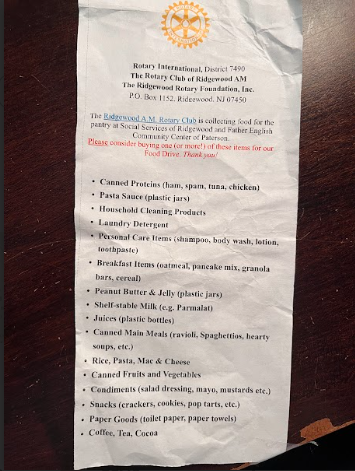 Rotary International, District 7490
The Rotary Club of Ridgewood AM
The Ridgewood Rotary Foundation, Inc.
P.O. Box 1152, Ridgewood, NJ 07450
The Ridgewood A.M. Rotary Club is collecting food for the
pantry at Social Services of Ridgewood and Father English
Community Center of Paterson.
Please consider buying one (or more!) of these items for our
Food Drive. Thank you!
• Canned Proteins (ham, spam, tuna, chicken)
• Pasta Sauce (plastic jars)
• Household Cleaning Products
• Laundry Detergent
• Personal Care Items (shampoo, body wash, lotion,
toothpaste)
• Breakfast Items (oatmeal, pancake mix, granola
bars, cereal)
• Peanut Butter & Jelly (plastic jars)
• Shelf-stable Milk (e.g. Parmalat)
• Juices (plastic bottles)
• Canned Main Meals (ravioli, Spaghettios, hearty
soups, etc.)
• Rice, Pasta, Mac & Cheese
• Canned Fruits and Vegetables
• Condiments (salad dressing, mayo, mustards etc.)
• Snacks (crackers, cookies, pop tarts, etc.)
• Paper Goods (toilet paper, paper towels)
• Coffee, Tea, Cocoa